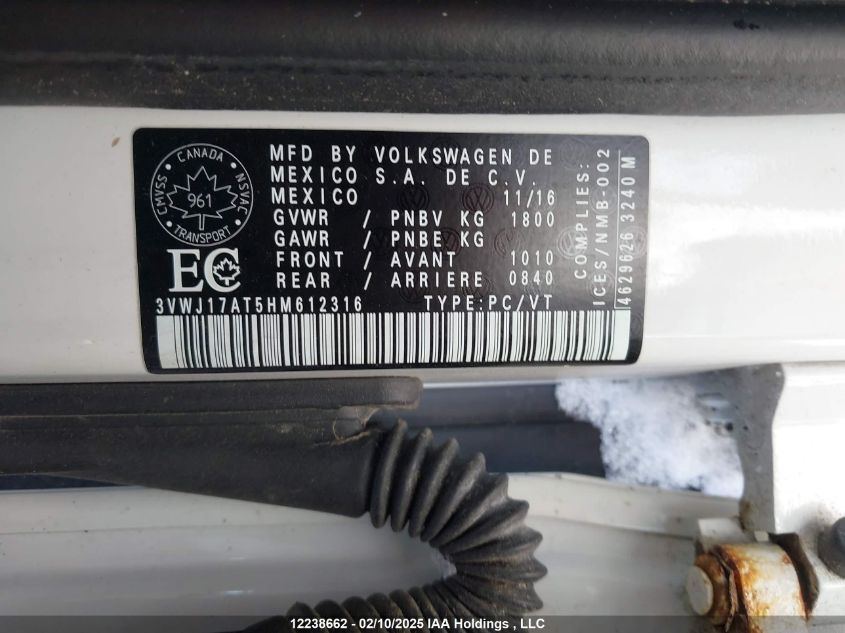 CANADA
CMVSS
NSVAC
961
TRANSPORT
EC
MFD BY VOLKSWAGEN DE
MEXICO S.A. DE C.V.
MEXICO 11/16
GVWR / PNBV KG 1800
GAWR / PNBE KG
FRONT / AVANT 1010
REAR / ARRIERE 0840
3VWJ17AT5HM612316 TYPE:PC/VT
COMPLIES:
ICES/NMB-002
4629626 3240 M
12238662 - 02/10/2025 IAA Holdings, LLC